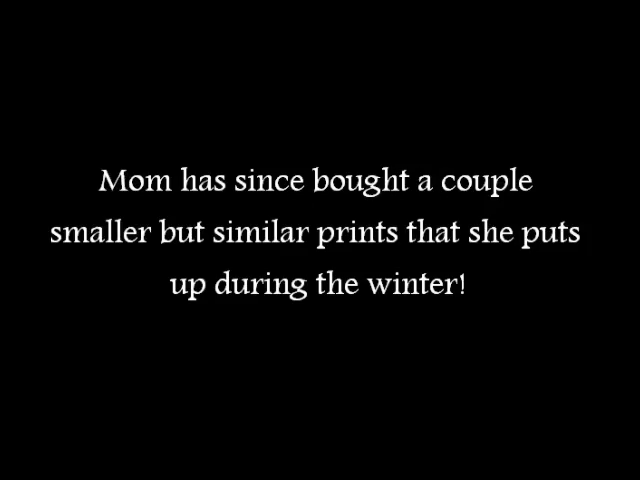 Mom has since bought a couple
smaller but similar prints that she puts
up during the winter!